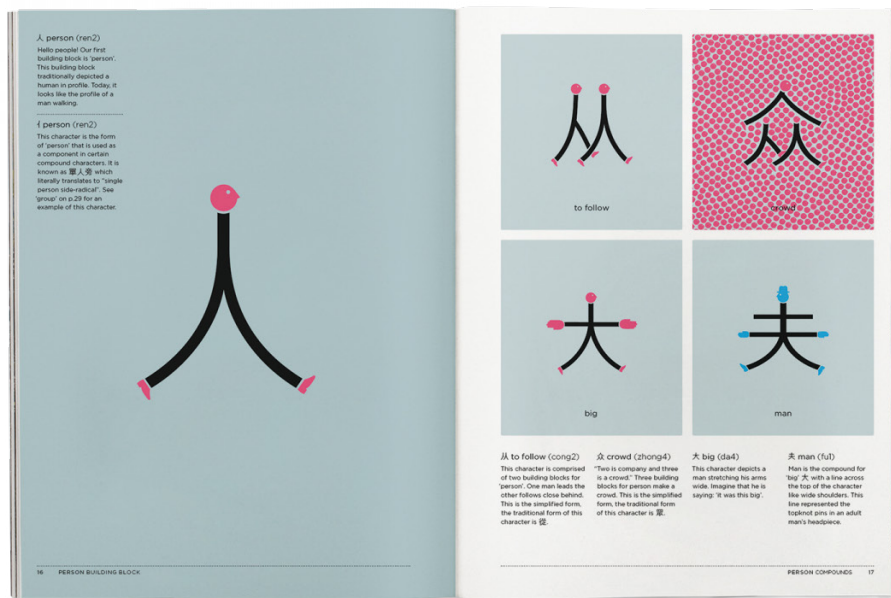 人 person (ren2)
Hello people! Our first
building block is 'person'.
This building block
traditionally depicted a
human in profile. Today, it
looks like the profile of a
man walking.
亻 person (ren2)
This character is the form
of 'person' that is used as
a component in certain
compound characters. It is
known as 單人旁 which
literally translates to "single
person side-radical". See
'group' on p.29 for an
example of this character.
16 PERSON BUILDING BLOCK
从
to follow
众
crowd
大
big
夫
man
从 to follow (cong2)
This character is comprised
of two building blocks for
'person'. One man leads the
other follows close behind.
This is the simplified form,
the traditional form of this
character is 從.
众 crowd (zhong4)
"Two is company and three
is a crowd." Three building
blocks for person make a
crowd. This is the simplified
form, the traditional form
of this character is 眾.
大 big (da4)
This character depicts a
man stretching his arms
wide. Imagine that he is
saying: 'it was this big'.
夫 man (fu1)
Man is the compound for
'big' 大 with a line across
the top of the character
like wide shoulders. This
line represented the
topknot pins in an adult
man's headpiece.
PERSON COMPOUNDS 17